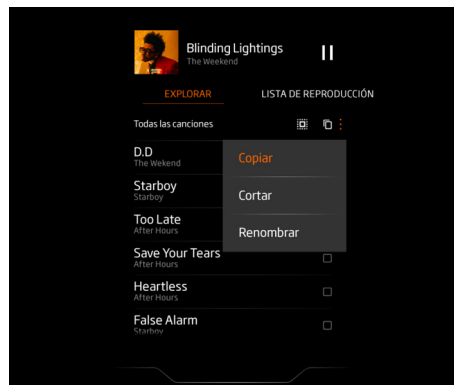 Blinding Lightings
The Weekend
EXPLORAR
LISTA DE REPRODUCCIÓN
Todas las canciones
D.D
The Wekend
Copiar
Starboy
Starboy
Cortar
Too Late
After Hours
Renombrar
Save Your Tears
After Hours
Heartless
After Hours
False Alarm
Starboy